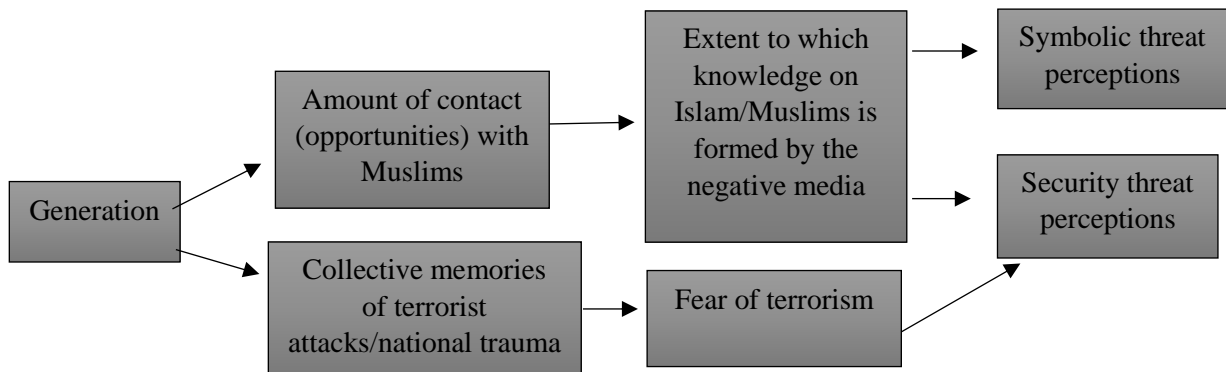 Generation
Amount of contact
(opportunities) with
Muslims
Collective memories
of terrorist
attacks/national trauma
Extent to which
knowledge on
Islam/Muslims is
formed by the
negative media
Fear of terrorism
Symbolic threat
perceptions
Security threat
perceptions